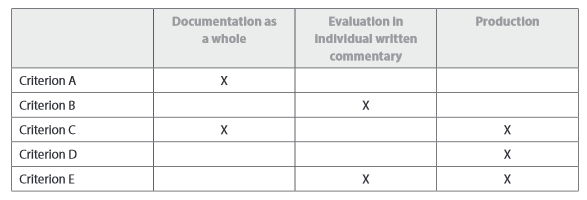 Documentation as
a whole
Evaluation in
individual written
commentary
Production
Criterion A X
Criterion B X
Criterion C X X
Criterion D X
Criterion E X X